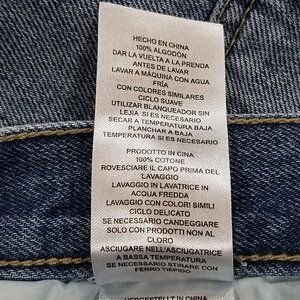 HECHO EN CHINA
100% ALGODÓN
DAR LA VUELTA A LA PRENDA
ANTES DE LAVAR
LAVAR A MÁQUINA CON AGUA
FRÍA
CON COLORES SIMILARES
CICLO SUAVE
UTILIZAR BLANQUEADOR SIN
LEJIA SI ES NECESARIO
SECAR A TEMPERATURA BAJA
PLANCHAR A BAJA
TEMPERATURA SI ES NECESARIO
PRODOTTO IN CINA
100% COTONE
ROVESCIARE IL CAPO PRIMA DEL
LAVAGGIO
LAVAGGIO IN LAVATRICE IN
ACQUA FREDDA
LAVAGGIO CON COLORI SIMILI
CICLO DELICATO
SE NECESSARIO CANDEGGIARE
SOLO CON PRODOTTI NON AL
CLORO
ASCIUGARE NELL'ASCIUGATRICE
A BASSA TEMPERATURA
SE NECESSARIO STIRARE CON
FERRO TIEPIDO
HERGESTELLT IN CHINA